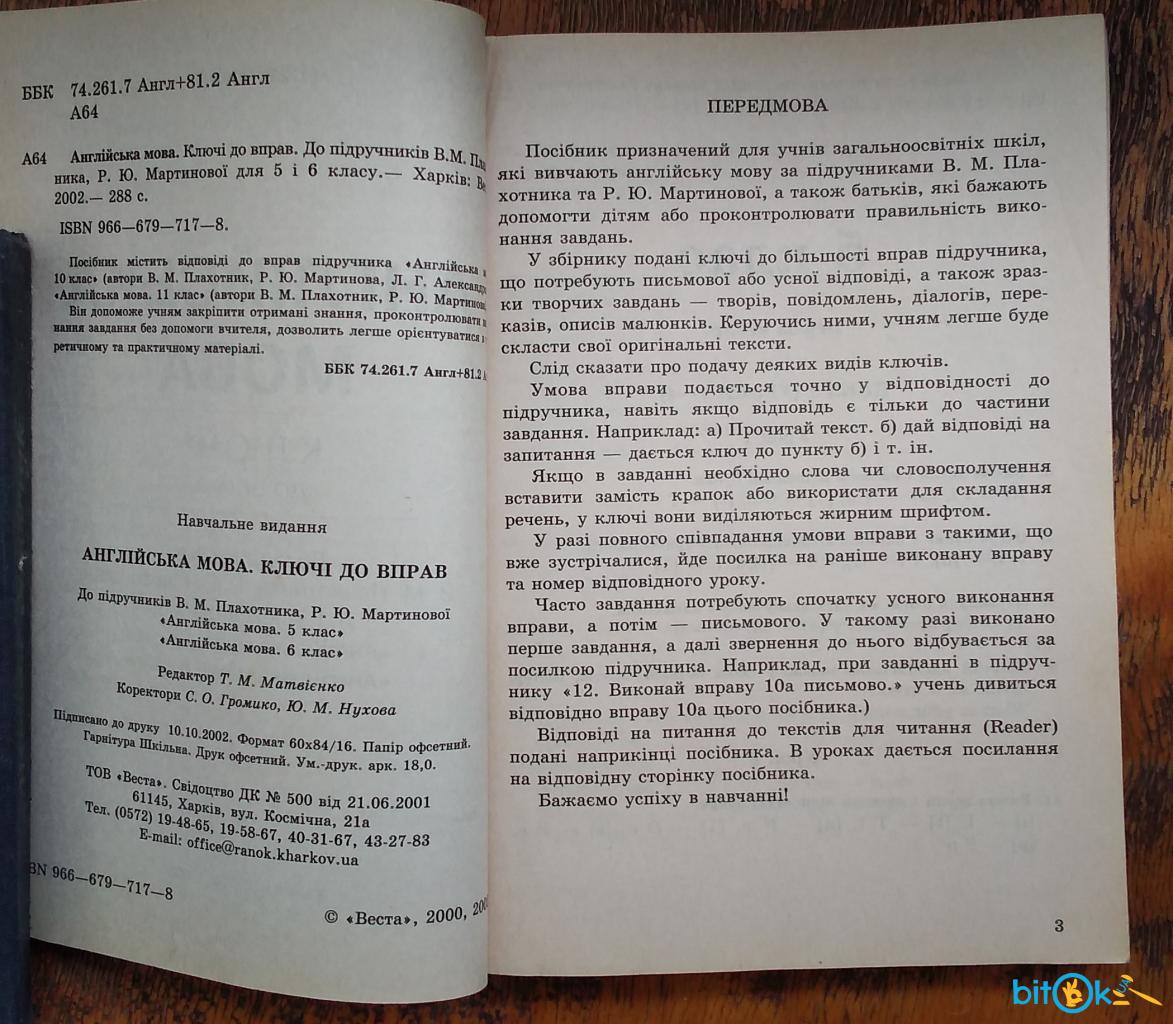 ББК 74.261.7 Англ+81.2 Англ
А64
А64 Англійська мова. Ключі до вправ. До підручників В.М. Пла
ника, Р. Ю. Мартинової для 5 і 6 класу.— Харків: Ве
2002.— 288 с.
ISBN 966—679—717—8.
Посібник містить відповіді до вправ підручника «Англійська
10 клас» (автори В. М. Плахотник, Р. Ю. Мартинова, Л. Г. Александр
«Англійська мова. 11 клас» (автори В. М. Плахотник, Р. Ю. Мартинов
Він допоможе учням закріпити отримані знання, проконтролювати
нання завдання без допомоги вчителя, дозволить легше орієнтуватися
ретичному та практичному матеріалі.
ББК 74.261.7 Англ+81.2 А
Навчальне видання
АНГЛІЙСЬКА МОВА. КЛЮЧІ ДО ВПРАВ
До підручників В. М. Плахотника, Р. Ю. Мартинової
«Англійська мова. 5 клас»
«Англійська мова. 6 клас»
Редактор Т. М. Матвієнко
Коректори С. О. Громико, Ю. М. Нухова
Підписано до друку 10.10.2002. Формат 60х84/16. Папір офсетний.
Гарнітура Шкільна. Друк офсетний. Ум.-друк. арк. 18,0.
ТОВ «Веста». Свідоцтво ДК № 500 від 21.06.2001
61145, Харків, вул. Космічна, 21а
Тел. (0572) 19-48-65, 19-58-67, 40-31-67, 43-27-83
E-mail: office@ranok.kharkov.ua
BN 966—679—717—8
© «Веста», 2000, 200
ПЕРЕДМОВА
Посібник призначений для учнів загальноосвітніх шкіл,
які вивчають англійську мову за підручниками В. М. Пла-
хотника та Р. Ю. Мартинової, а також батьків, які бажають
допомогти дітям або проконтролювати правильність вико-
нання завдань.
У збірнику подані ключі до більшості вправ підручника,
що потребують письмової або усної відповіді, а також зраз-
ки творчих завдань — творів, повідомлень, діалогів, пере-
казів, описів малюнків. Керуючись ними, учням легше буде
скласти свої оригінальні тексти.
Слід сказати про подачу деяких видів ключів.
Умова вправи подається точно у відповідності до
підручника, навіть якщо відповідь є тільки до частини
завдання. Наприклад: а) Прочитай текст. б) дай відповіді на
запитання — дається ключ до пункту б) і т. ін.
Якщо в завданні необхідно слова чи словосполучення
вставити замість крапок або використати для складання
речень, у ключі вони виділяються жирним шрифтом.
У разі повного співпадання умови вправи з такими, що
вже зустрічалися, йде посилка на раніше виконану вправу
та номер відповідного уроку.
Часто завдання потребують спочатку усного виконання
вправи, а потім — письмового. У такому разі виконано
перше завдання, а далі звернення до нього відбувається за
посилкою підручника. Наприклад, при завданні в підруч-
нику «12. Виконай вправу 10а письмово.» учень дивиться
відповідно вправу 10а цього посібника.)
Відповіді на питання до текстів для читання (Reader)
подані наприкінці посібника. В уроках дається посилання
на відповідну сторінку посібника.
Бажаємо успіху в навчанні!
3
bitOk UA